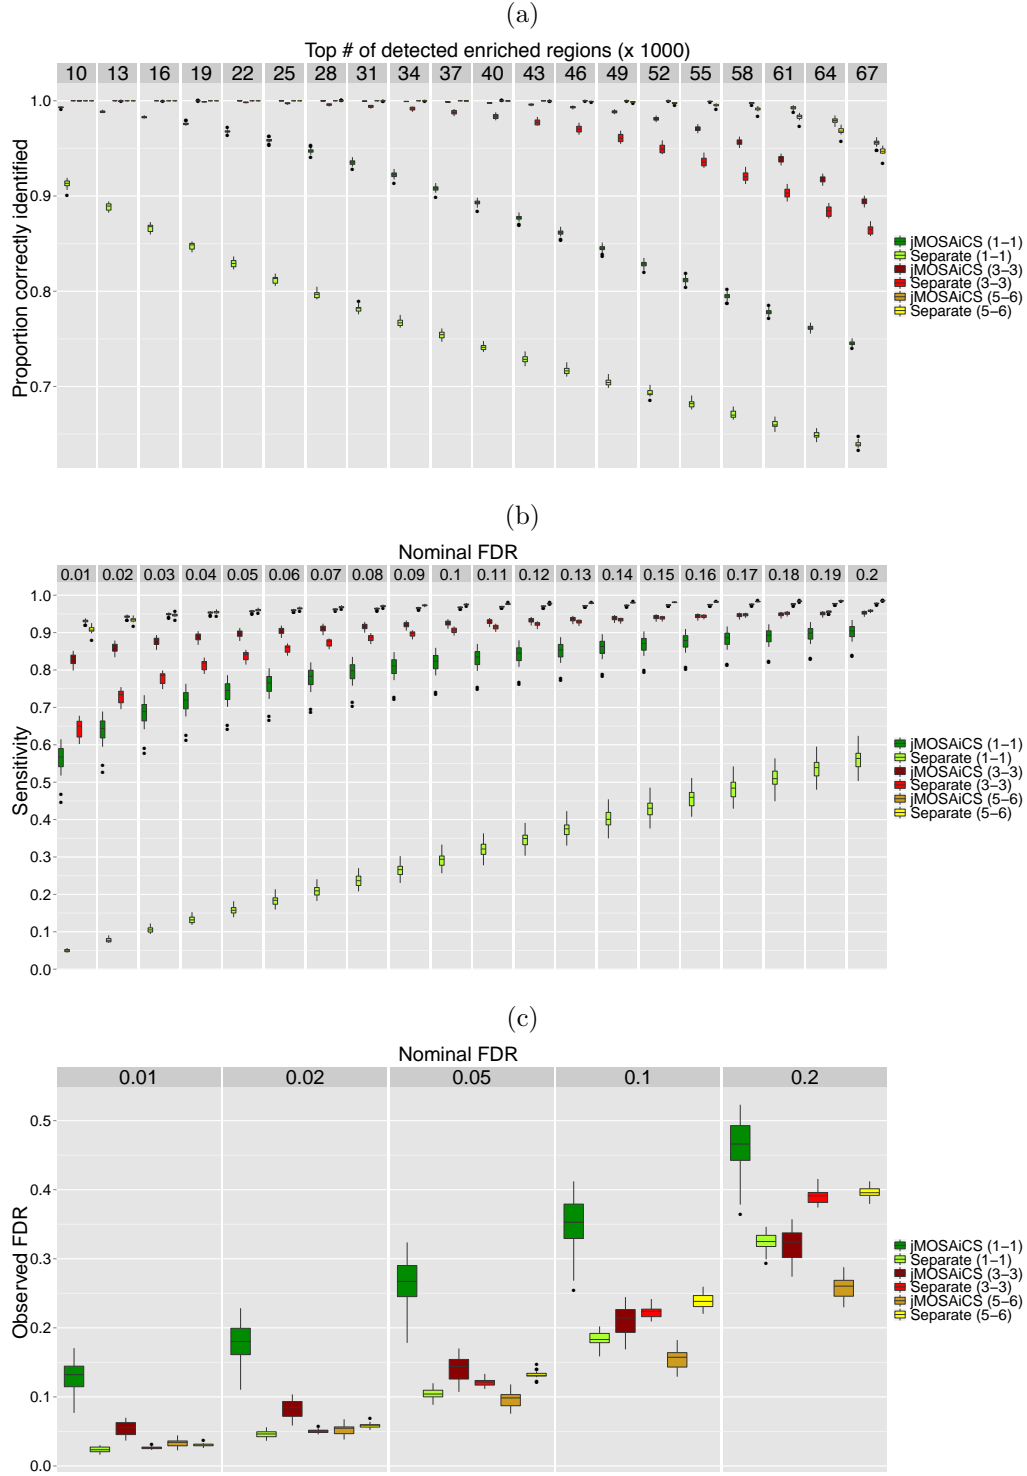 (a)
Top # of detected enriched regions (x 1000)
10 13 16 19 22 25 28 31 34 37 40 43 46 49 52 55 58 61 64 67
Proportion correctly identified
1.0
0.9
0.8
0.7
jMOSAiCS (1−1)
Separate (1−1)
jMOSAiCS (3−3)
Separate (3−3)
jMOSAiCS (5−6)
Separate (5−6)
(b)
Nominal FDR
0.01 0.02 0.03 0.04 0.05 0.06 0.07 0.08 0.09 0.1 0.11 0.12 0.13 0.14 0.15 0.16 0.17 0.18 0.19 0.2
Sensitivity
1.0
0.9
0.8
0.7
0.6
0.5
0.4
0.3
0.2
0.1
0.0
jMOSAiCS (1−1)
Separate (1−1)
jMOSAiCS (3−3)
Separate (3−3)
jMOSAiCS (5−6)
Separate (5−6)
(c)
Nominal FDR
0.01 0.02 0.05 0.1 0.2
Observed FDR
0.5
0.4
0.3
0.2
0.1
0.0
jMOSAiCS (1−1)
Separate (1−1)
jMOSAiCS (3−3)
Separate (3−3)
jMOSAiCS (5−6)
Separate (5−6)